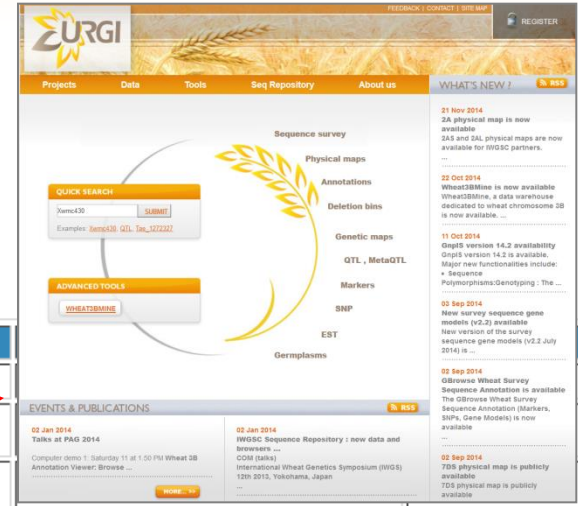 FEEDBACK | CONTACT | SITE MAP
REGISTER
URGI
Projects Data Tools Seq Repository About us
Sequence survey
Physical maps
Annotations
Deletion bins
Genetic maps
QTL , MetaQTL
Markers
SNP
EST
Germplasms
QUICK SEARCH
Xwmc430 SUBMIT
Examples: Xwmc430, QTL, Tae_1272327
ADVANCED TOOLS
WHEAT3BMINE
EVENTS & PUBLICATIONS
RSS
02 Jan 2014
Talks at PAG 2014
Computer demo 1: Saturday 11 at 1.50 PM Wheat 3B
Annotation Viewer: Browse ...
MORE... >>
02 Jan 2014
IWGSC Sequence Repository : new data and
browsers ...
COM (talks)
International Wheat Genetics Symposium (IWGS)
12th 2013, Yokohama, Japan
...
WHAT'S NEW ?
RSS
21 Nov 2014
2A physical map is now
available
2AS and 2AL physical maps are now
available for IWGSC partners.
...
22 Oct 2014
Wheat3BMine is now available
Wheat3BMine, a data warehouse
dedicated to wheat chromosome 3B
is now available. ...
11 Oct 2014
GnpIS version 14.2 availability
GnpIS version 14.2 is available.
Major new functionalities include:
• Sequence
Polymorphisms:Genotyping : The ...
03 Sep 2014
New survey sequence gene
models (v2.2) available
New version of the survey
sequence gene models (v2.2 July
2014) is ...
02 Sep 2014
GBrowse Wheat Survey
Sequence Annotation is available
The GBrowse Wheat Survey
Sequence Annotation (Markers,
SNPs, Gene Models) is now
available
...
02 Sep 2014
7DS physical map is publicly
available
7DS physical map is publicly
available